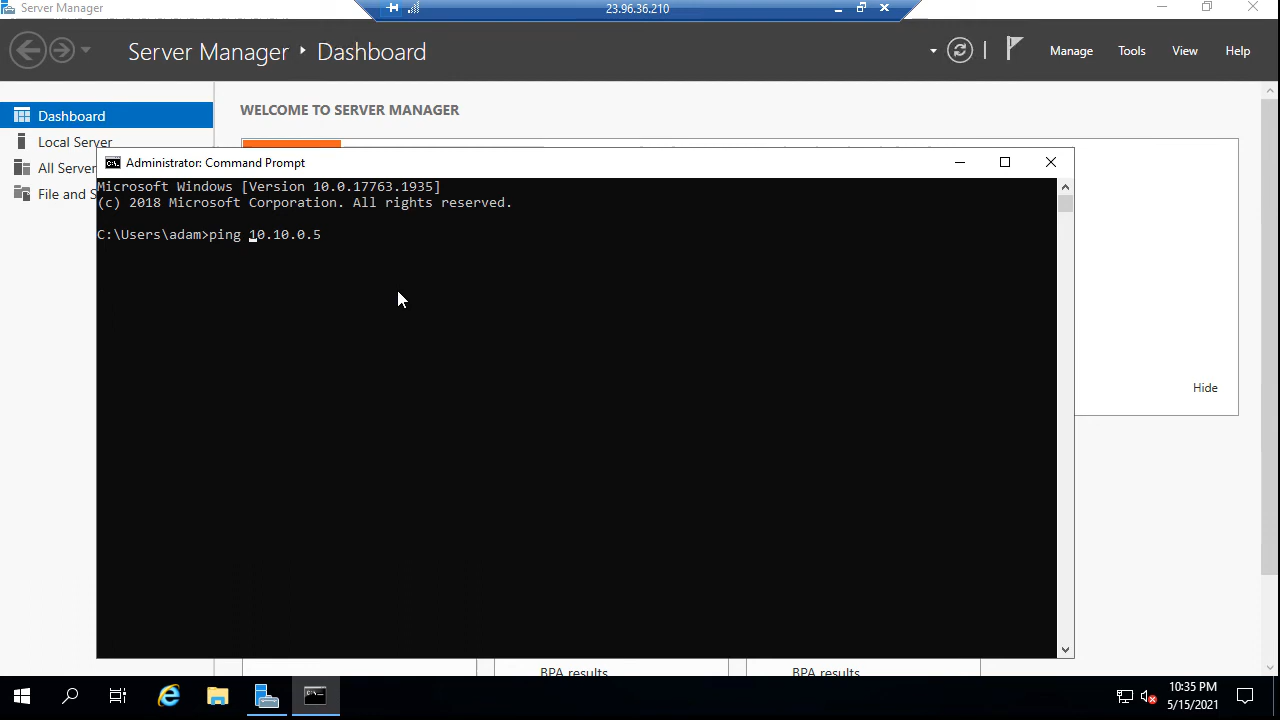 Server Manager
23.96.36.210
Server Manager
Dashboard
Manage
Tools
View
Help
Dashboard
Local Server
All Server
File and S
WELCOME TO SERVER MANAGER
Administrator: Command Prompt
Microsoft Windows [Version 10.0.17763.1935]
(c) 2018 Microsoft Corporation. All rights reserved.
C:\Users\adam>ping 10.10.0.5
Hide
BPA results
BPA results
10:35 PM
5/15/2021